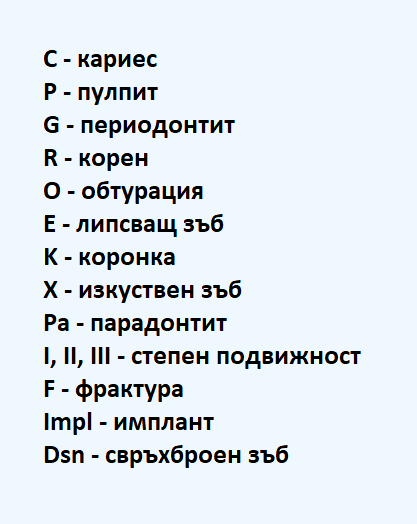 C - кариес
P - пулпит
G - периодонтит
R - корен
O - обтурация
E - липсващ зъб
K - коронка
X - изкуствен зъб
Pa - парадонтит
I, II, III - степен подвижност
F - фрактура
Impl - имплант
Dsn - свръхброен зъб